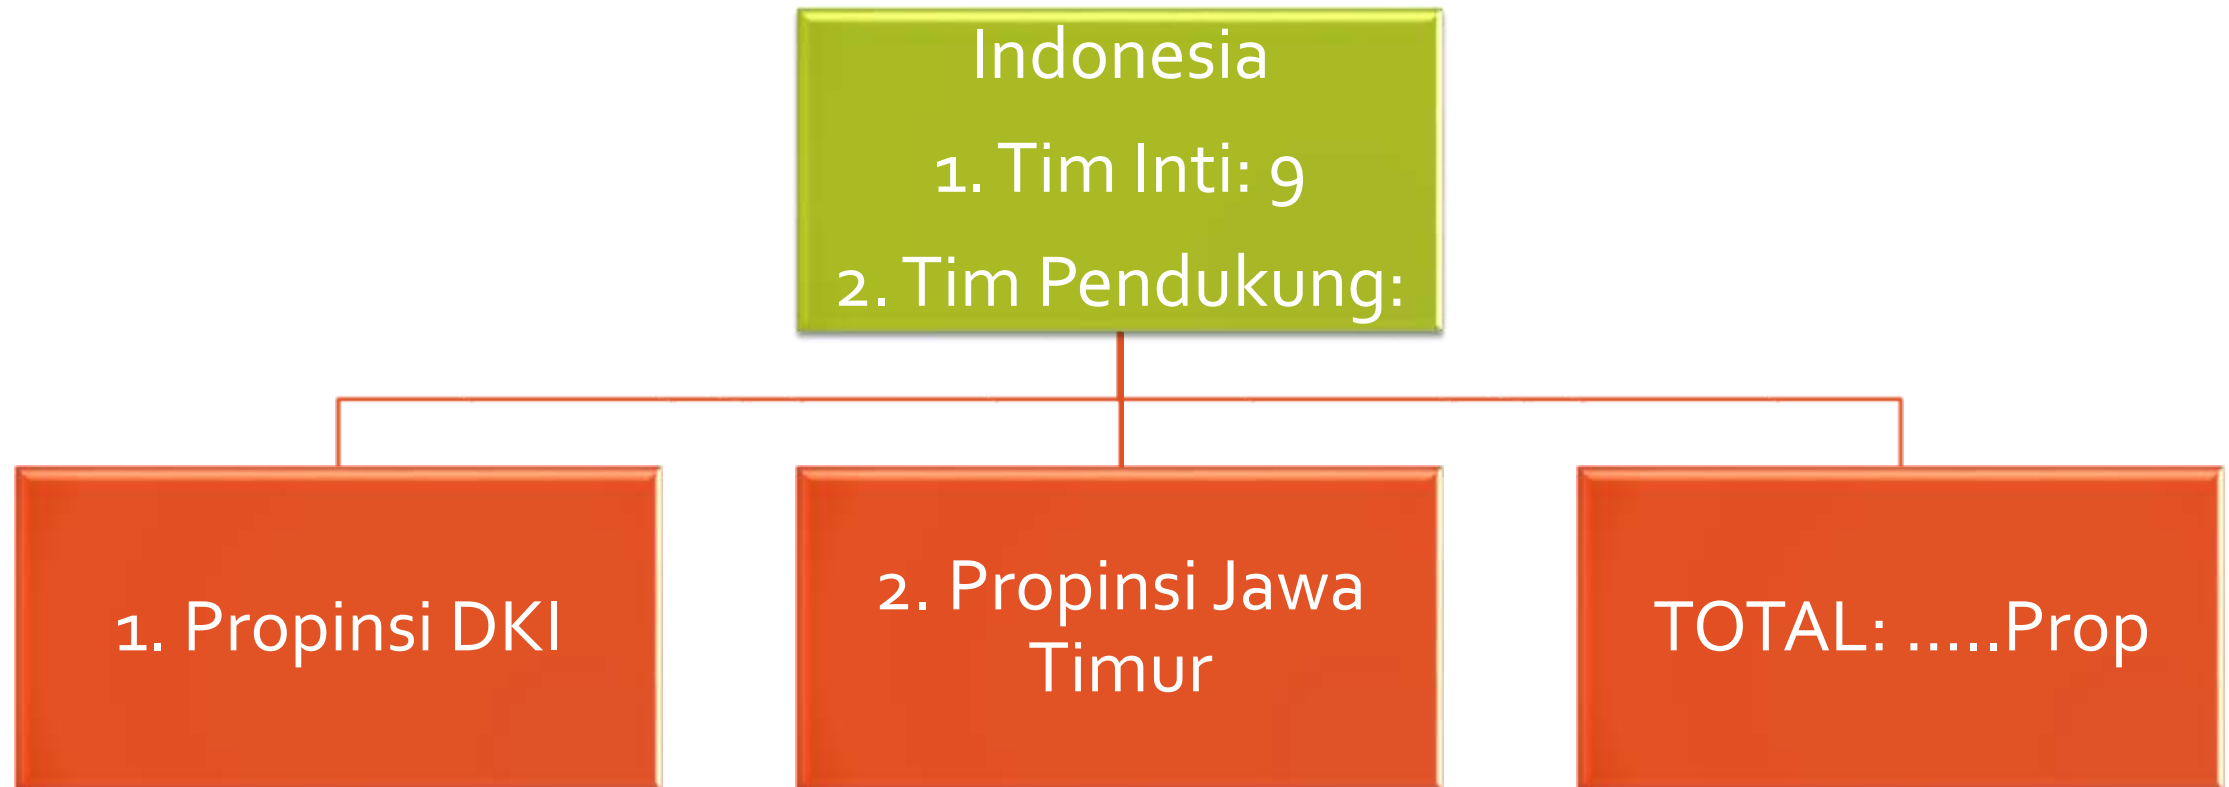 Indonesia
1. Tim Inti: 9
2. Tim Pendukung:
1. Propinsi DKI
2. Propinsi Jawa
Timur
TOTAL: .....Prop